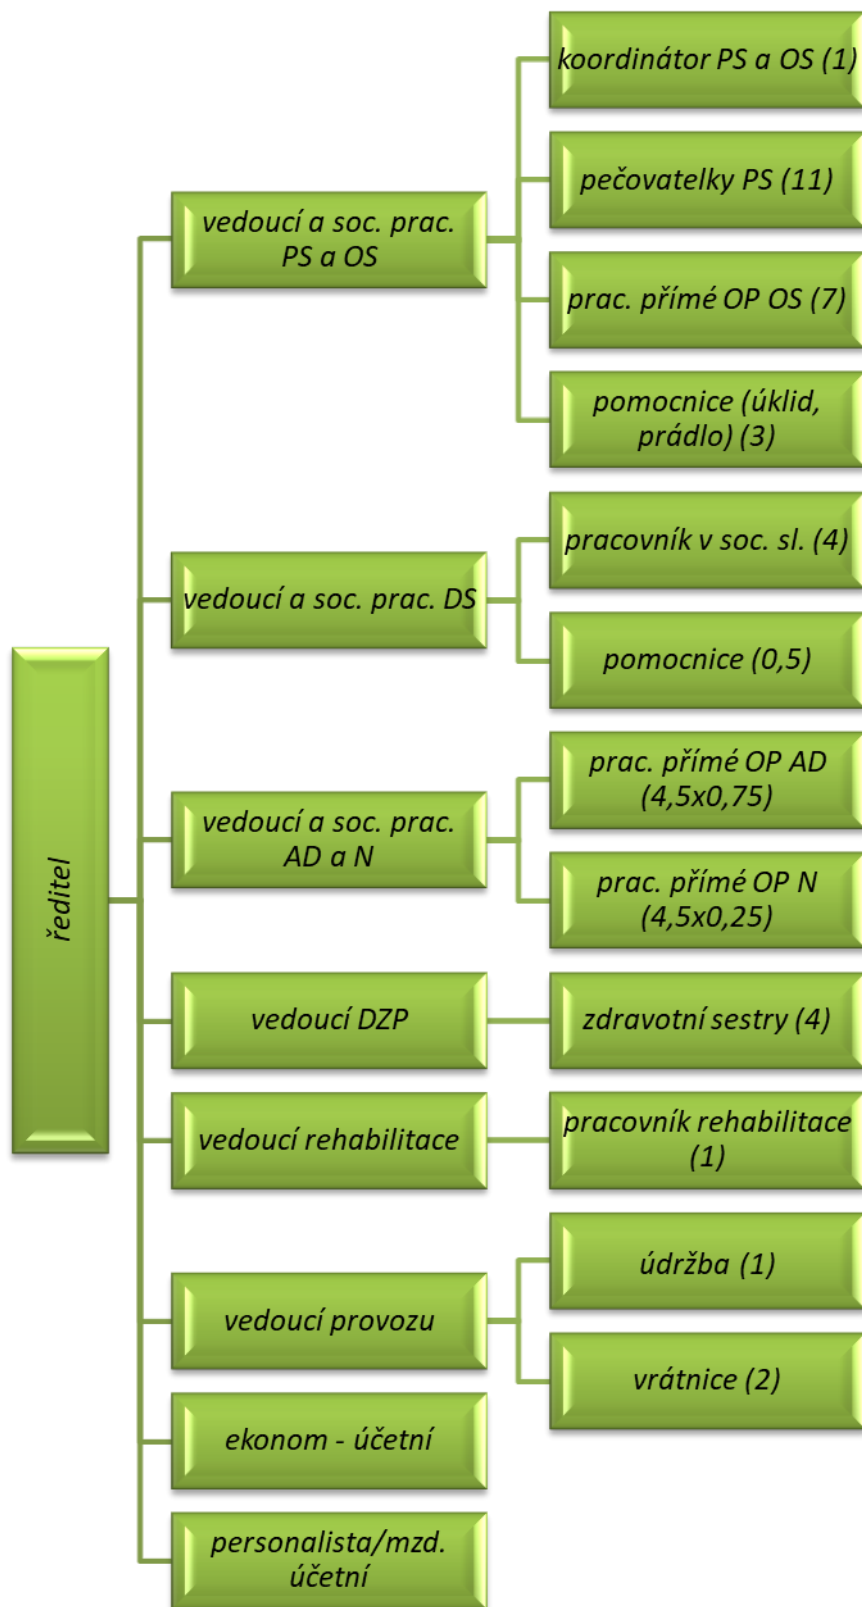 ředitel
vedoucí a soc. prac.
PS a OS
koordinátor PS a OS (1)
pečovatelky PS (11)
prac. přímé OP OS (7)
pomocnice (úklid,
prádlo) (3)
vedoucí a soc. prac. DS
pracovník v soc. sl. (4)
pomocnice (0,5)
vedoucí a soc. prac.
AD a N
prac. přímé OP AD
(4,5x0,75)
prac. přímé OP N
(4,5x0,25)
vedoucí DZP
zdravotní sestry (4)
vedoucí rehabilitace
pracovník rehabilitace
(1)
vedoucí provozu
údržba (1)
vrátnice (2)
ekonom - účetní
personalista/mzd.
účetní